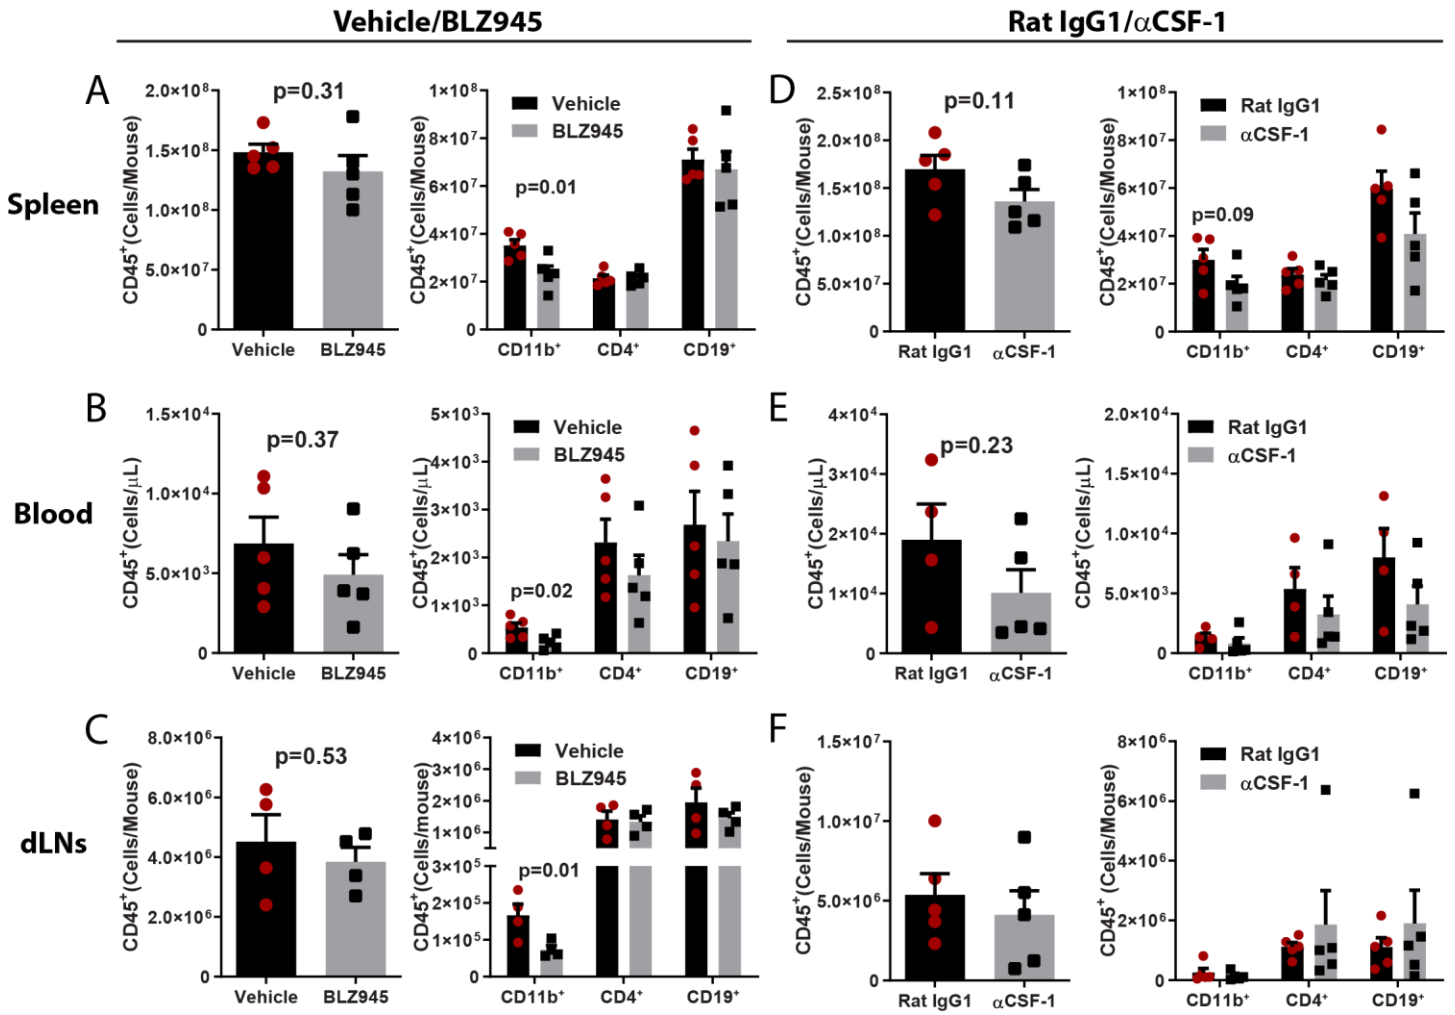 Vehicle/BLZ945
Rat IgG1/αCSF-1
Spleen
Blood
dLNs
A
CD45⁺(Cells/Mouse)
2.0×10⁸
1.5×10⁸
1.0×10⁸
5.0×10⁷
0
p=0.31
Vehicle
BLZ945
CD45⁺(Cells/Mouse)
1×10⁸
8×10⁷
6×10⁷
4×10⁷
2×10⁷
0
Vehicle
BLZ945
p=0.01
CD11b⁺
CD4⁺
CD19⁺
D
CD45⁺(Cells/Mouse)
2.5×10⁸
2×10⁸
1.5×10⁸
1×10⁸
5×10⁷
0
p=0.11
Rat IgG1
αCSF-1
CD45⁺(Cells/Mouse)
1×10⁸
8×10⁷
6×10⁷
4×10⁷
2×10⁷
0
Rat IgG1
αCSF-1
p=0.09
CD11b⁺
CD4⁺
CD19⁺
B
CD45⁺(Cells/μL)
1.5×10⁴
1.0×10⁴
5.0×10³
0
p=0.37
Vehicle
BLZ945
CD45⁺(Cells/μL)
5×10³
4×10³
3×10³
2×10³
1×10³
0
Vehicle
BLZ945
p=0.02
CD11b⁺
CD4⁺
CD19⁺
E
CD45⁺(Cells/μL)
4×10⁴
3×10⁴
2×10⁴
1×10⁴
0
p=0.23
Rat IgG1
αCSF-1
CD45⁺(Cells/μL)
2.0×10⁴
1.5×10⁴
1.0×10⁴
5.0×10³
0
Rat IgG1
αCSF-1
CD11b⁺
CD4⁺
CD19⁺
C
CD45⁺(Cells/Mouse)
8.0×10⁶
6.0×10⁶
4.0×10⁶
2.0×10⁶
0
p=0.53
Vehicle
BLZ945
CD45⁺(Cells/mouse)
4×10⁶
3×10⁶
2×10⁶
1×10⁶
3×10⁵
2×10⁵
1×10⁵
0
Vehicle
BLZ945
p=0.01
CD11b⁺
CD4⁺
CD19⁺
F
CD45⁺(Cells/Mouse)
1.5×10⁷
1.0×10⁷
5.0×10⁶
0
Rat IgG1
αCSF-1
CD45⁺(Cells/Mouse)
8×10⁶
6×10⁶
4×10⁶
2×10⁶
0
Rat IgG1
αCSF-1
CD11b⁺
CD4⁺
CD19⁺